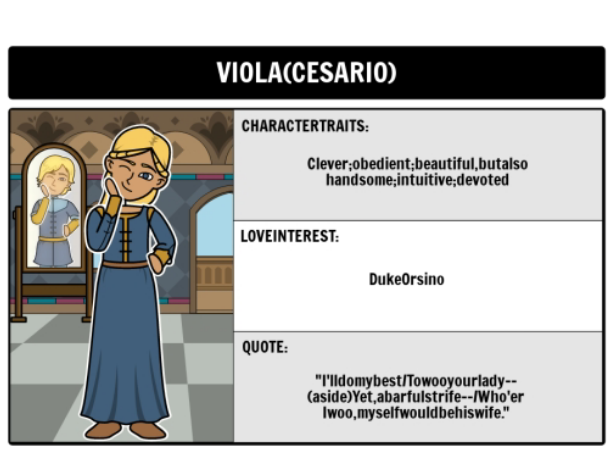 VIOLA(CESARIO)
CHARACTERTRAITS:
Clever;obedient;beautiful,butalso
handsome;intuitive;devoted
LOVEINTEREST:
DukeOrsino
QUOTE:
"I'lldomybest/Towooyourlady--
(aside)Yet,abarfulstrife--/Who'er
Iwoo,myselfwouldbehiswife."